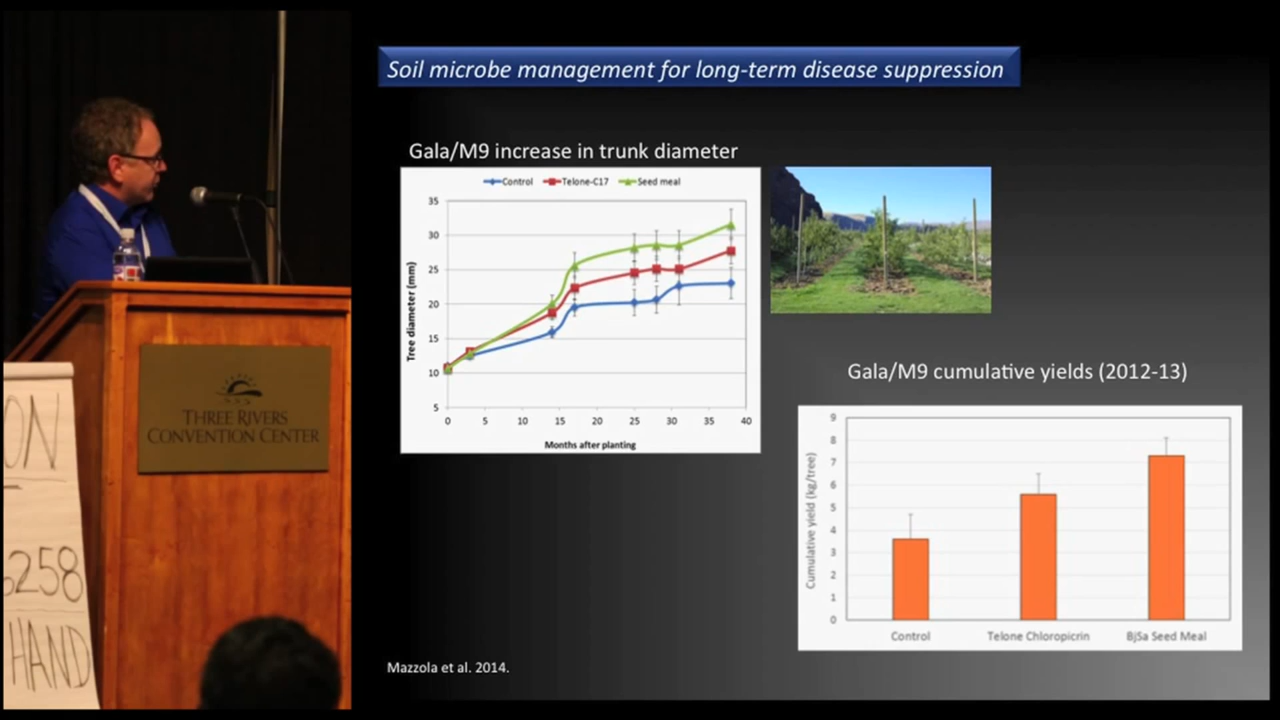 Soil microbe management for long-term disease suppression
Gala/M9 increase in trunk diameter
Control Telone-C17 Seed meal
35
30
25
20
15
10
5
Tree diameter (mm)
0 5 10 15 20 25 30 35 40
Months after planting
Gala/M9 cumulative yields (2012-13)
9
8
7
6
5
4
3
2
1
0
Cumulative yield (kg/tree)
Control Telone Chloropicrin BjSa Seed Meal
Mazzola et al. 2014.
THREE RIVERS
CONVENTION CENTER
ON
258
HAND